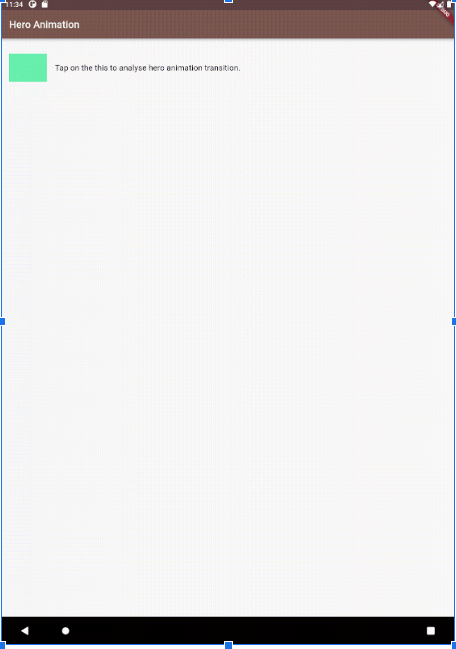 11:34
Hero Animation
Tap on the this to analyse hero animation transition.